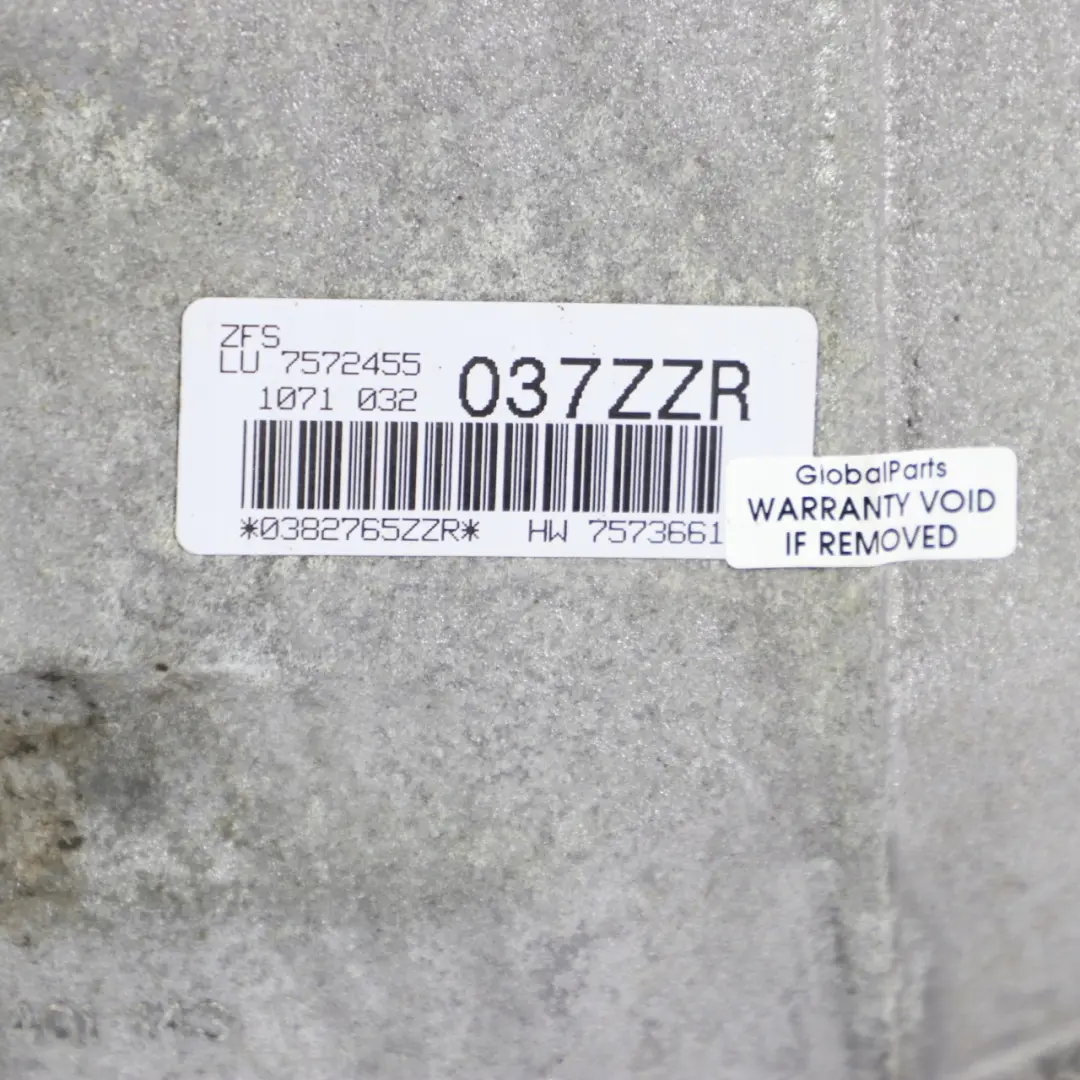 ZFS
LU 7572455
1071 032
037ZZR
*0382765ZZR* HW 7573661
GlobalParts
WARRANTY VOID
IF REMOVED